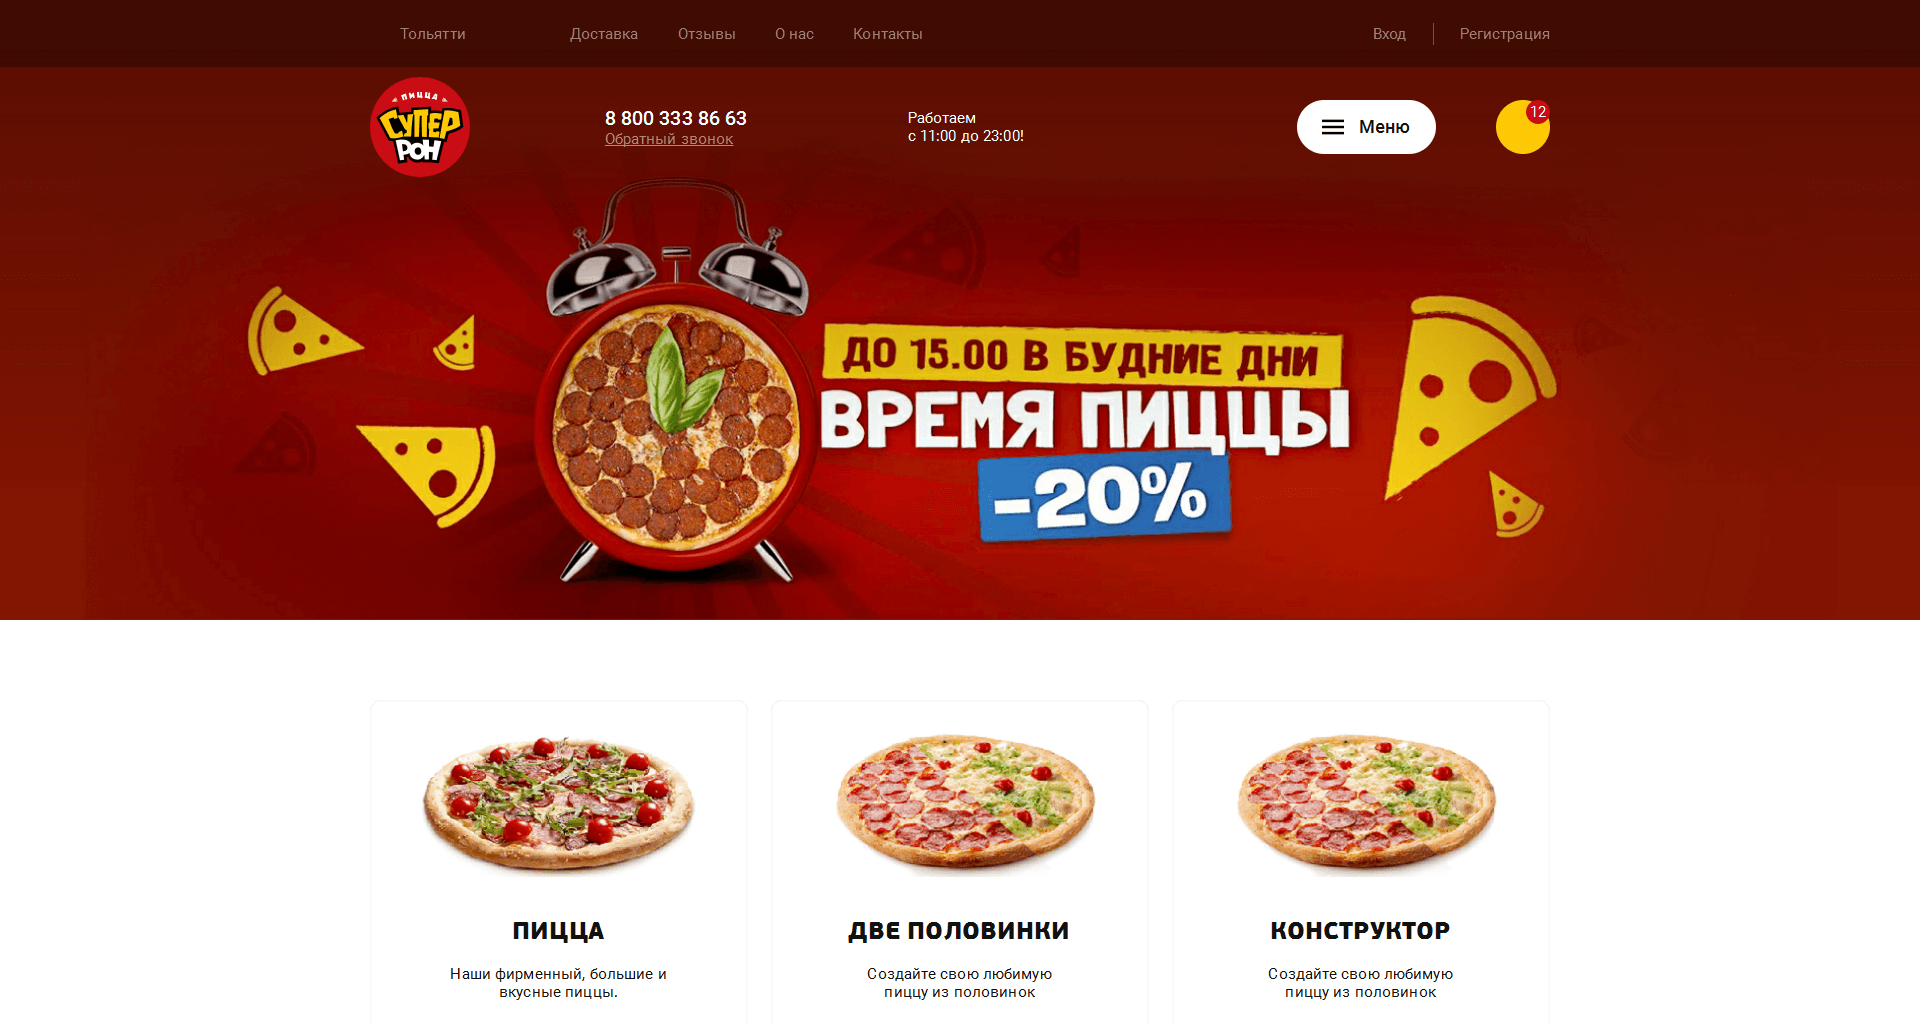 Тольятти
Доставка
Отзывы
О нас
Контакты
Вход
Регистрация
ПИЦЦА
СУПЕР
РОН
8 800 333 86 63
Обратный звонок
Работаем
с 11:00 до 23:00!
Меню
12
ДО 15.00 В БУДНИЕ ДНИ
ВРЕМЯ ПИЦЦЫ
-20%
ПИЦЦА
Наши фирменный, большие и
вкусные пиццы.
ДВЕ ПОЛОВИНКИ
Создайте свою любимую
пиццу из половинок
КОНСТРУКТОР
Создайте свою любимую
пиццу из половинок